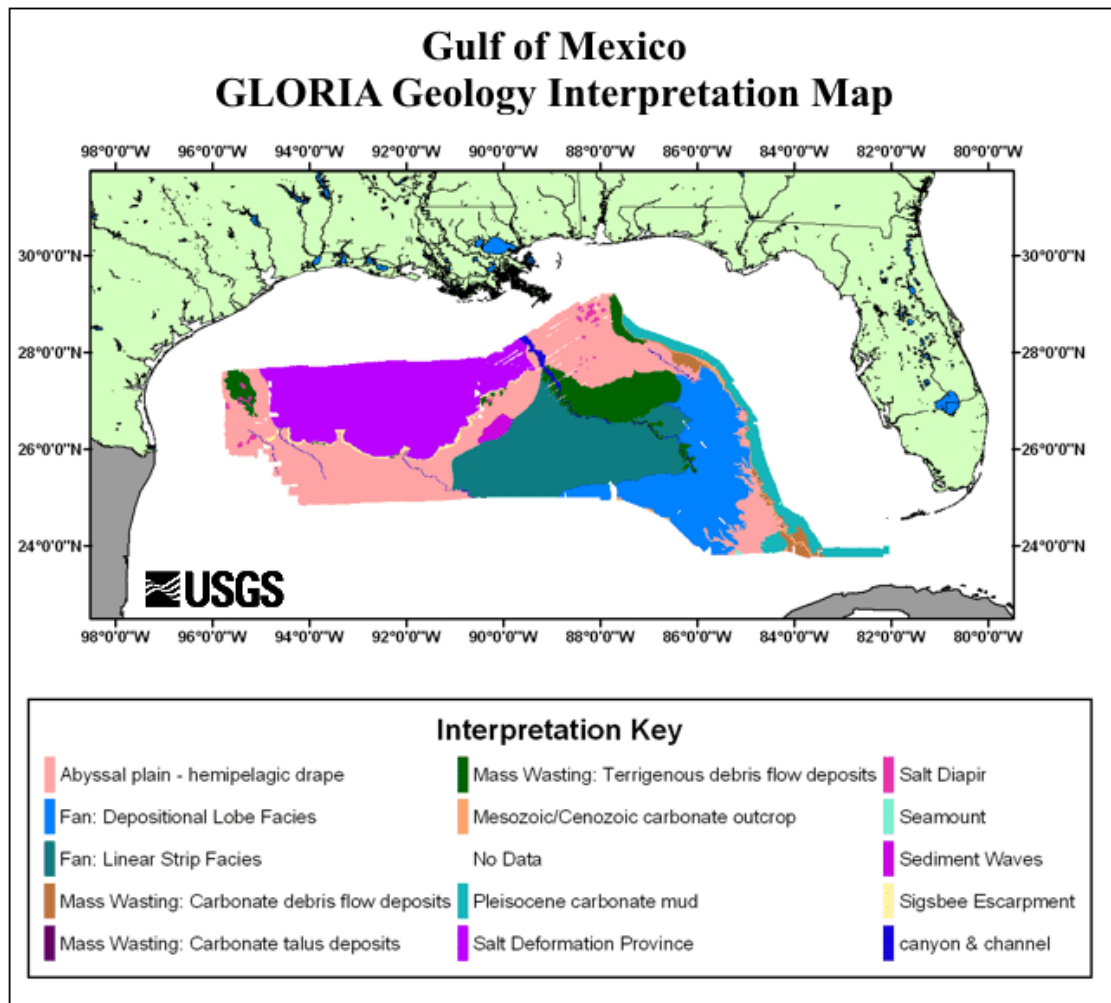 Gulf of Mexico
GLORIA Geology Interpretation Map
98°0'0"W 96°0'0"W 94°0'0"W 92°0'0"W 90°0'0"W 88°0'0"W 86°0'0"W 84°0'0"W 82°0'0"W 80°0'0"W
30°0'0"N 30°0'0"N
28°0'0"N 28°0'0"N
26°0'0"N 26°0'0"N
24°0'0"N 24°0'0"N
USGS
98°0'0"W 96°0'0"W 94°0'0"W 92°0'0"W 90°0'0"W 88°0'0"W 86°0'0"W 84°0'0"W 82°0'0"W 80°0'0"W
Interpretation Key
Abyssal plain - hemipelagic drape
Fan: Depositional Lobe Facies
Fan: Linear Strip Facies
Mass Wasting: Carbonate debris flow deposits
Mass Wasting: Carbonate talus deposits
Mass Wasting: Terrigenous debris flow deposits
Mesozoic/Cenozoic carbonate outcrop
No Data
Pleisocene carbonate mud
Salt Deformation Province
Salt Diapir
Seamount
Sediment Waves
Sigsbee Escarpment
canyon & channel